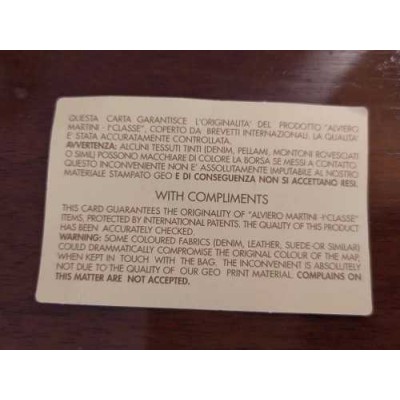 QUESTA CARTA GARANTISCE L'ORIGINALITA' DEL PRODOTTO "ALVIERO
MARTINI · I^CLASSE", COPERTO DA BREVETTI INTERNAZIONALI. LA QUALITA'
E' STATA ACCURATAMENTE CONTROLLATA.
AVVERTENZA: ALCUNI TESSUTI TINTI (DENIM, PELLAMI, MONTONI ROVESCIATI
O SIMILI) POSSONO MACCHIARE DI COLORE LA BORSA SE MESSI A CONTATTO.
QUESTO INCONVENIENTE NON E' ASSOLUTAMENTE IMPUTABILE AL NOSTRO
MATERIALE STAMPATO GEO E DI CONSEGUENZA NON SI ACCETTANO RESI.
WITH COMPLIMENTS
THIS CARD GUARANTEES THE ORIGINALITY OF "ALVIERO MARTINI · I^CLASSE"
ITEMS, PROTECTED BY INTERNATIONAL PATENTS. THE QUALITY OF THIS PRODUCT
HAS BEEN ACCURATELY CHECKED.
WARNING: SOME COLOURED FABRICS (DENIM, LEATHER, SUEDE OR SIMILAR)
COULD DRAMMATICALLY COMPROMISE THE ORIGINAL COLOUR OF THE MAP,
WHEN KEPT IN TOUCH WITH THE BAG. THE INCONVENIENT IS ABSOLUTELY
NOT DUE TO THE QUALITY OF OUR GEO PRINT MATERIAL. COMPLAINS ON
THIS MATTER ARE NOT ACCEPTED.